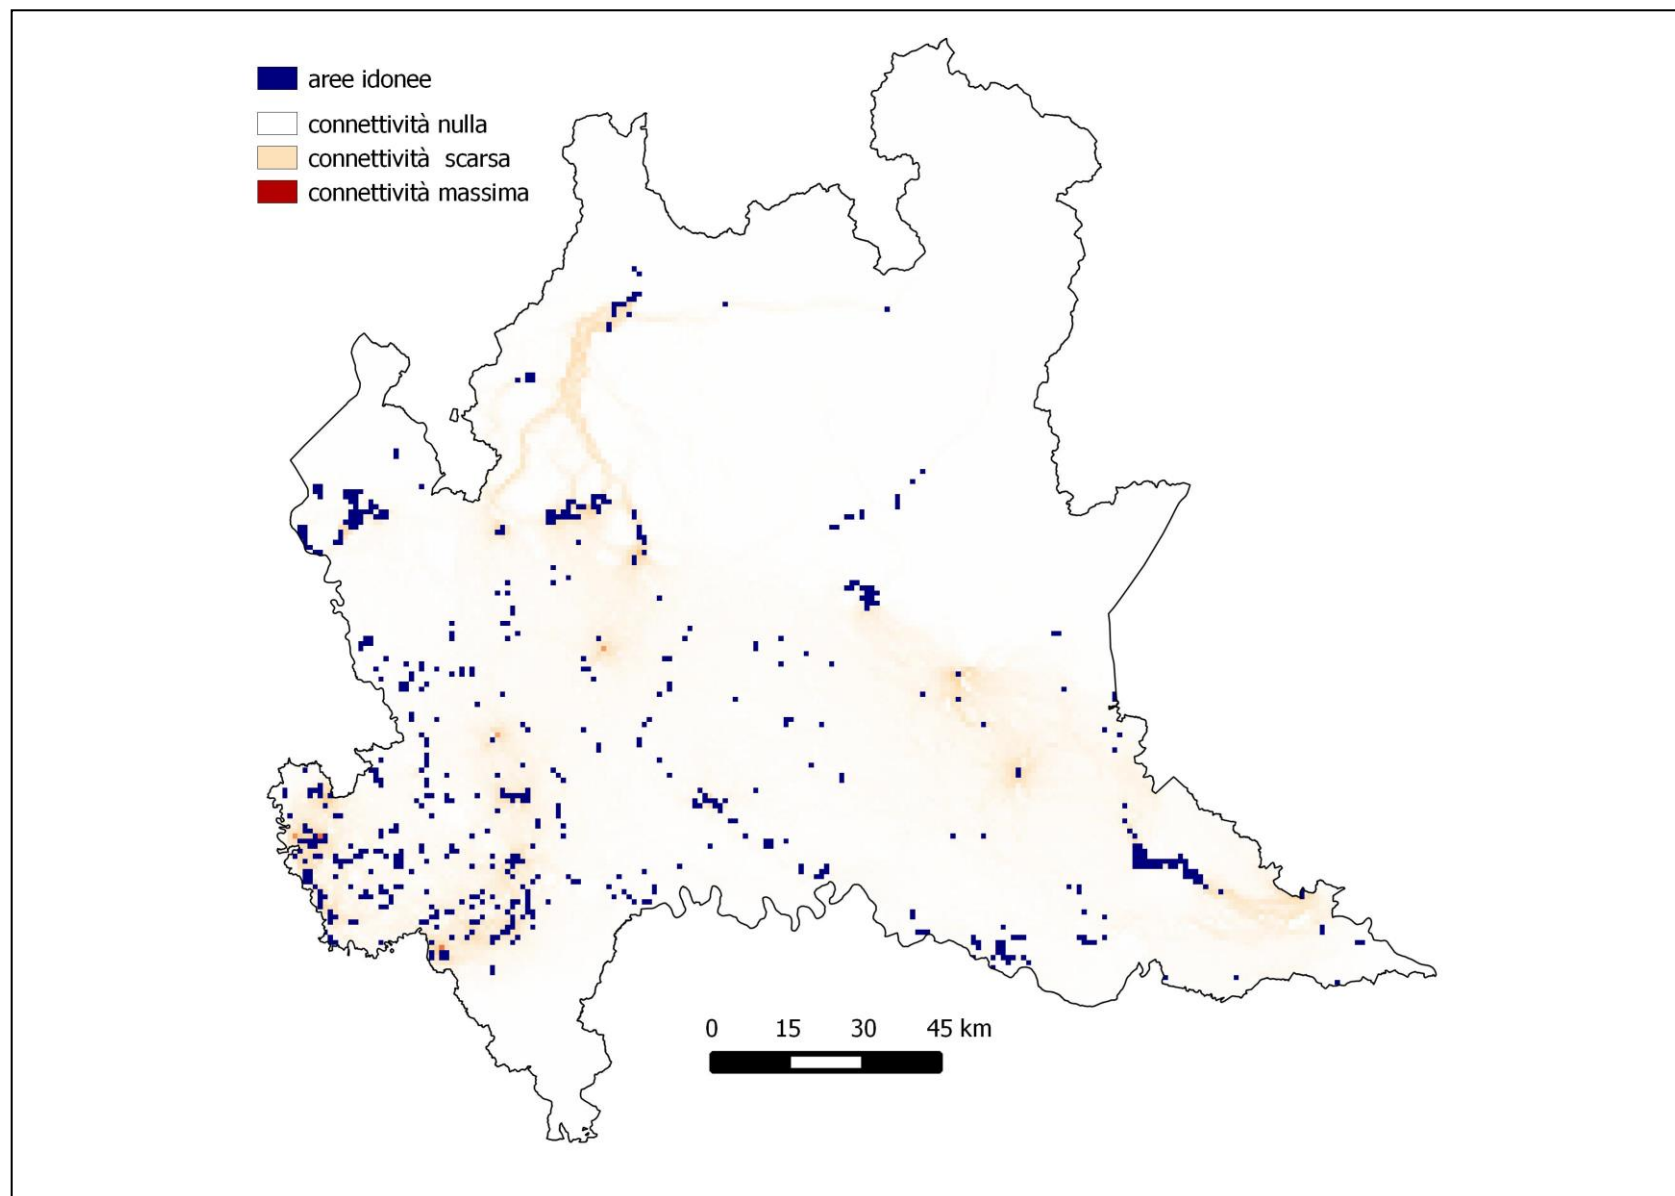 aree idonee
connettività nulla
connettività scarsa
connettività massima
0 15 30 45 km